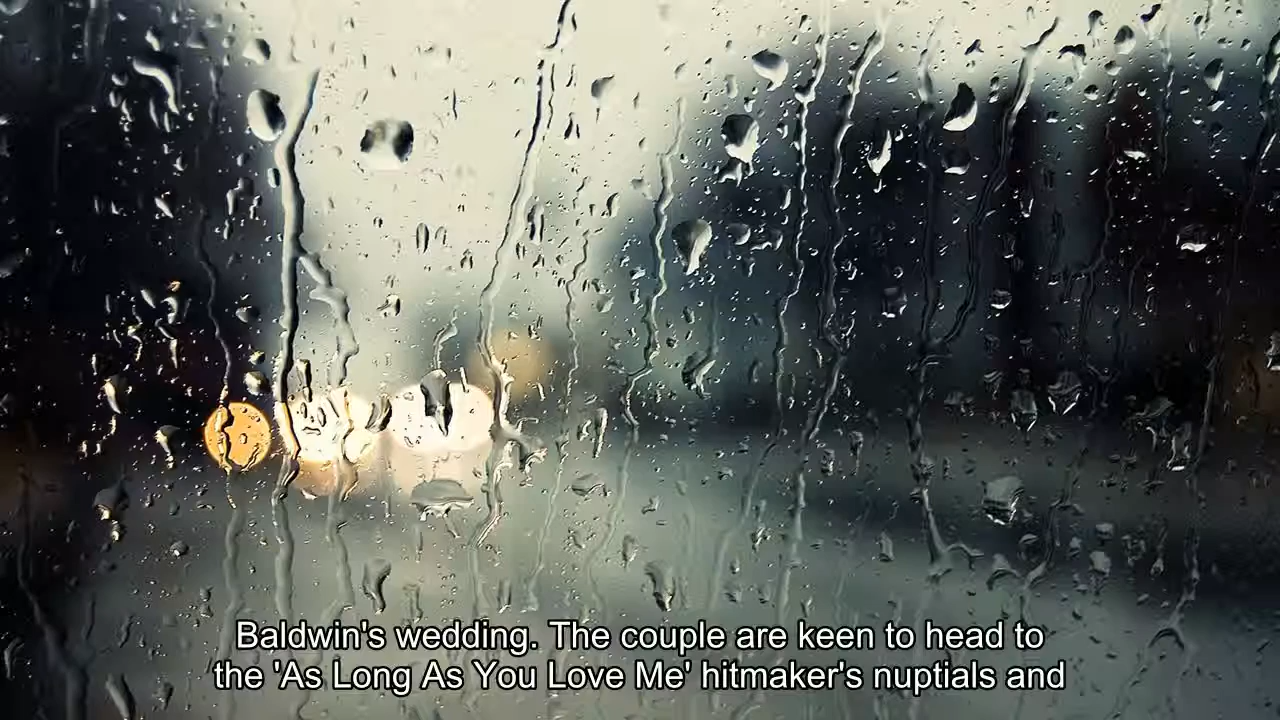 Baldwin's wedding. The couple are keen to head to
the 'As Long As You Love Me' hitmaker's nuptials and